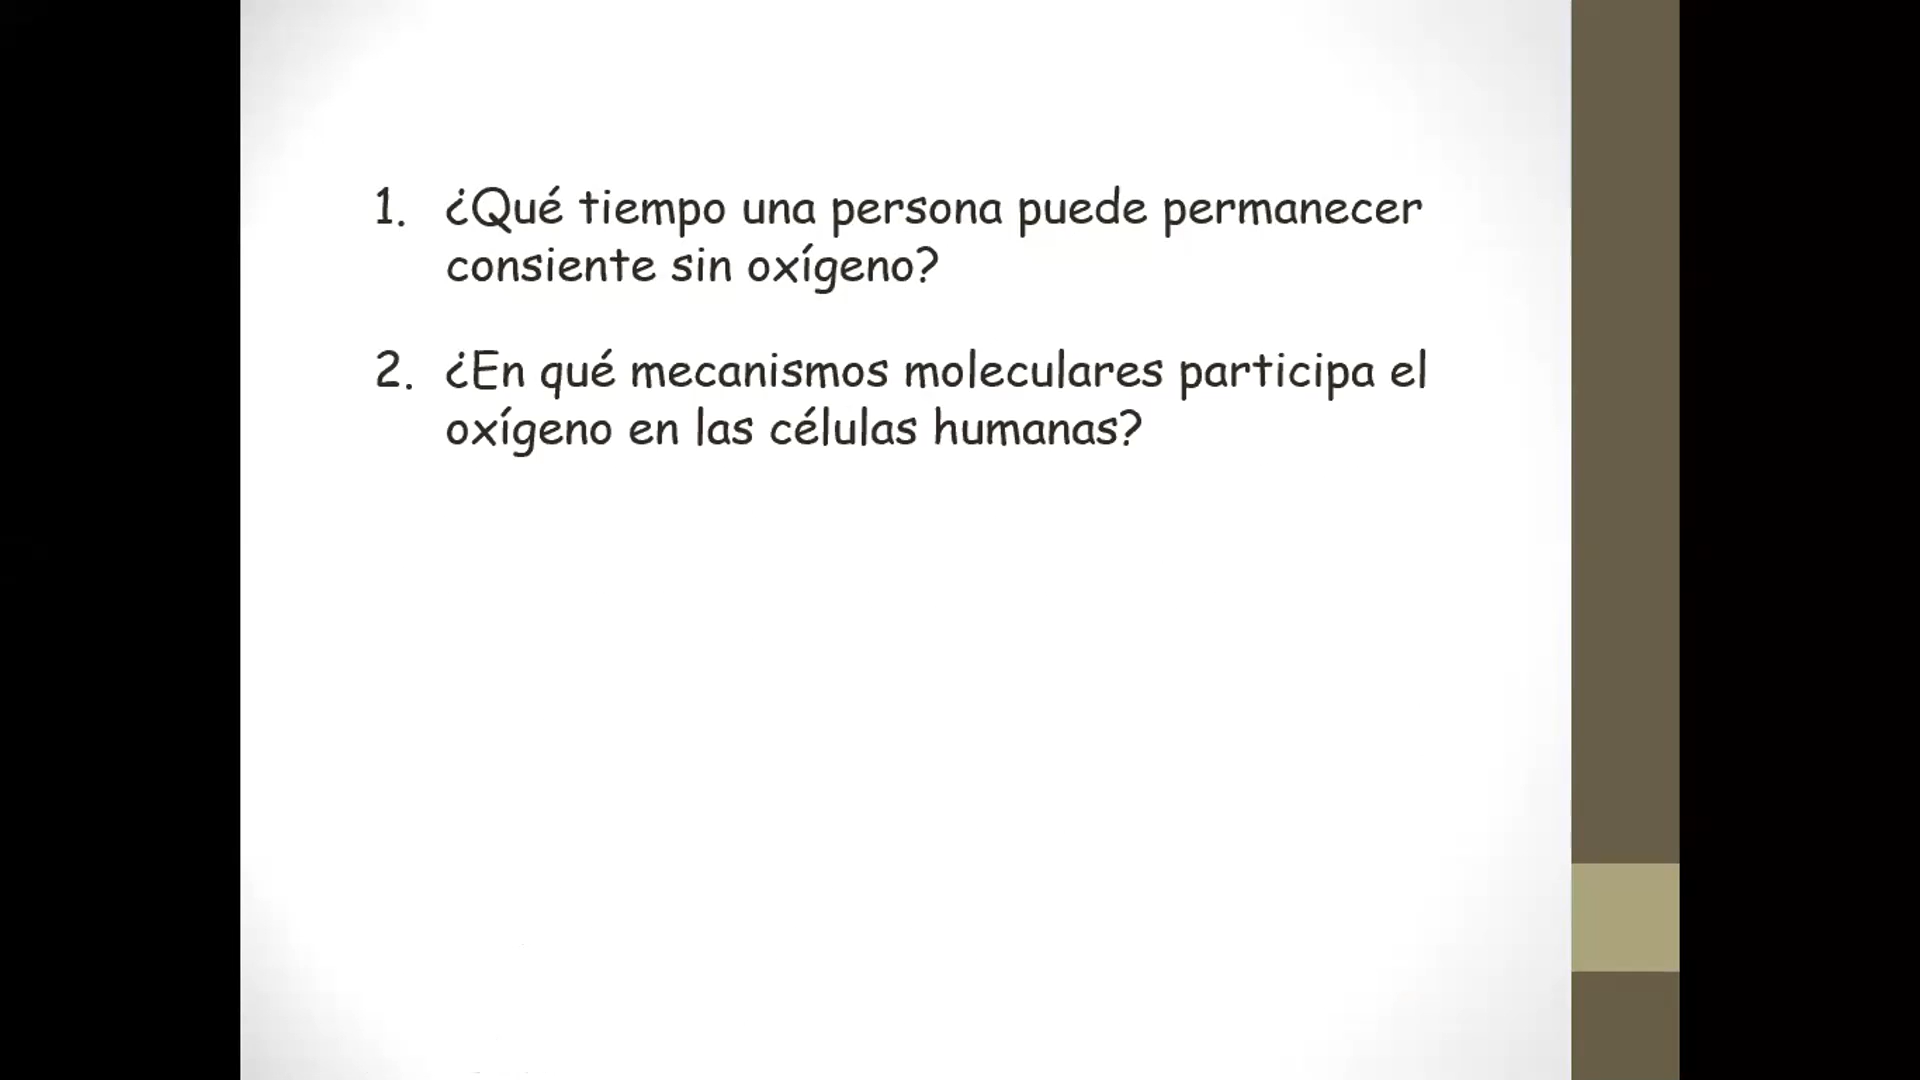 1. ¿Qué tiempo una persona puede permanecer
consiente sin oxígeno?
2. ¿En qué mecanismos moleculares participa el
oxígeno en las células humanas?